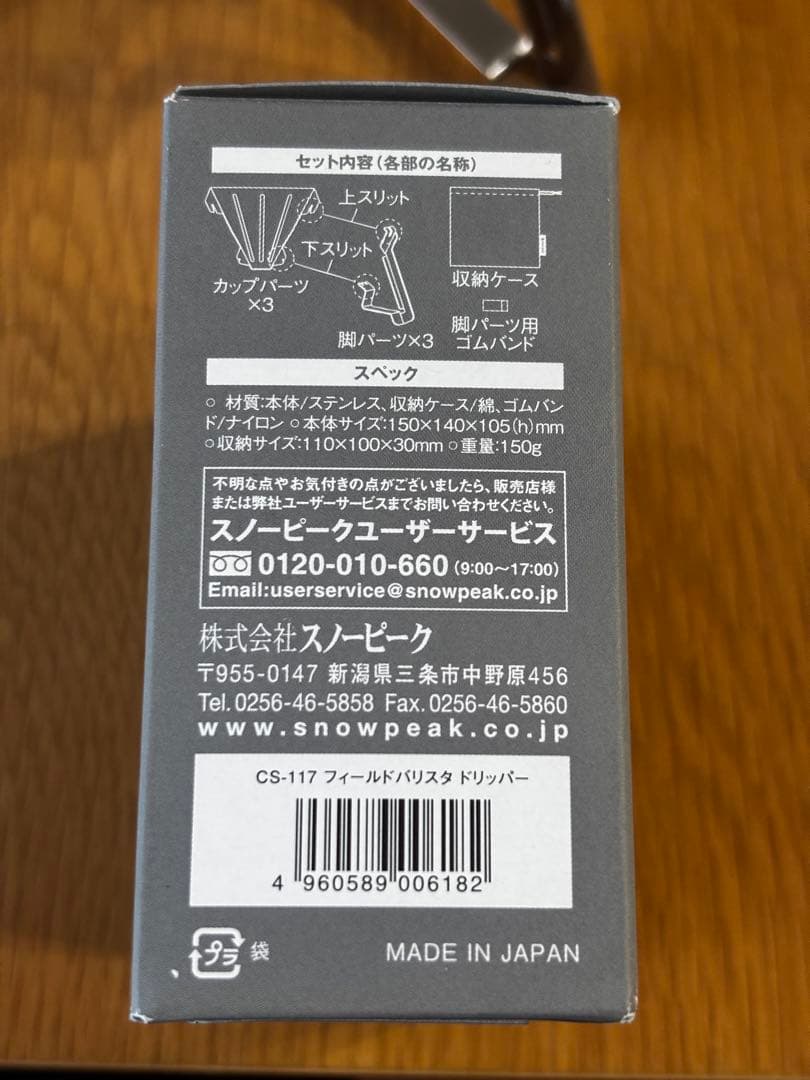 セット内容(各部の名称)
上スリット
下スリット
カップパーツ
×3
脚パーツ×3
収納ケース
脚パーツ用
ゴムバンド
スペック
○ 材質:本体/ステンレス、収納ケース/綿、ゴムバン
ド/ナイロン ○本体サイズ:150×140×105(h)mm
○収納サイズ:110×100×30mm ○重量:150g
不明な点やお気付きの点がございましたら、販売店様
または弊社ユーザーサービスまでお問い合わせください。
スノーピークユーザーサービス
0120-010-660 (9:00〜17:00)
Email:userservice@snowpeak.co.jp
株式会社スノーピーク
〒955-0147 新潟県三条市中野原456
Tel.0256-46-5858 Fax.0256-46-5860
www.snowpeak.co.jp
CS-117 フィールドバリスタ ドリッパー
4 960589 006182
プラ 袋
MADE IN JAPAN